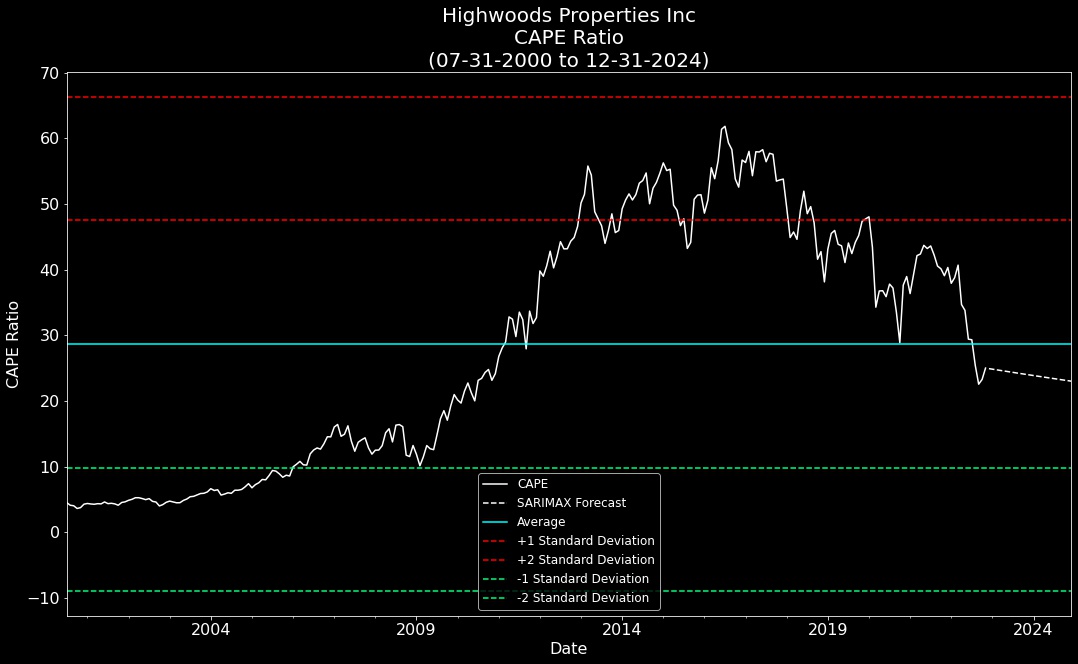 Highwoods Properties Inc
CAPE Ratio
(07-31-2000 to 12-31-2024)
CAPE Ratio
70
60
50
40
30
20
10
0
−10
CAPE
SARIMAX Forecast
Average
+1 Standard Deviation
+2 Standard Deviation
-1 Standard Deviation
-2 Standard Deviation
2004 2009 2014 2019 2024
Date